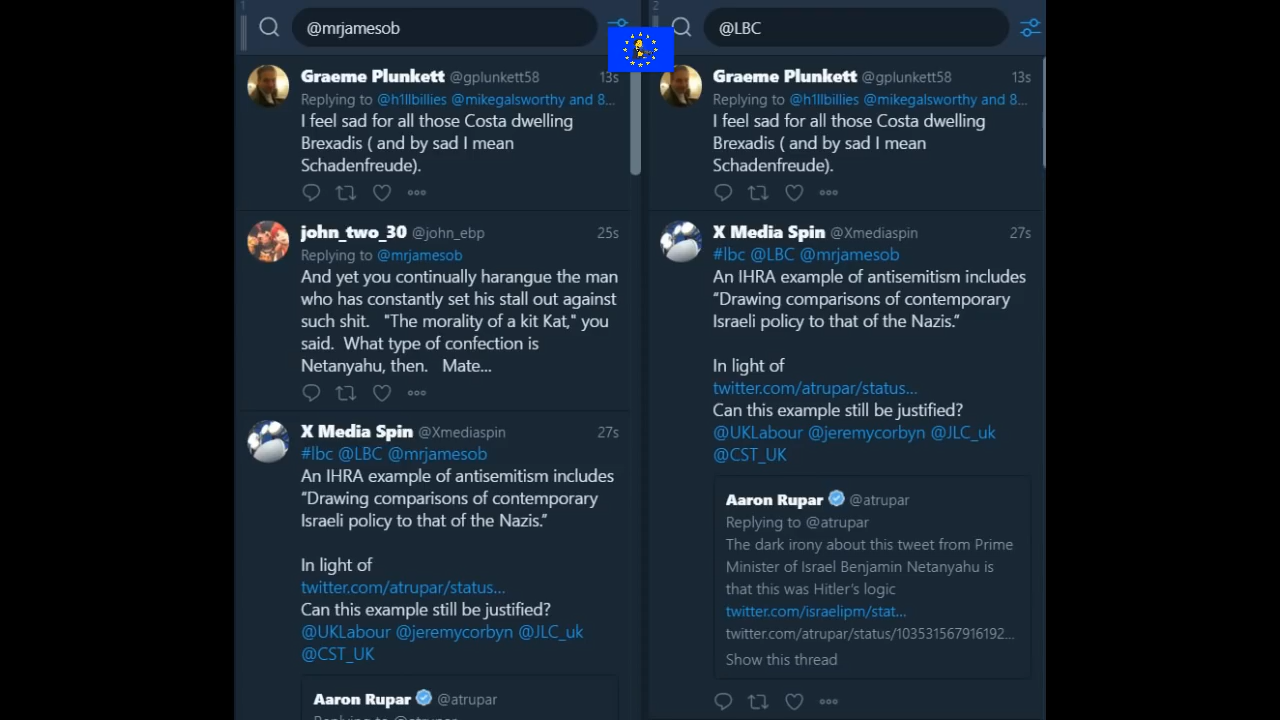 1
@mrjamesob
Graeme Plunkett @gplunkett58 13s
Replying to @h1llbillies @mikegalsworthy and 8...
I feel sad for all those Costa dwelling
Brexadis ( and by sad I mean
Schadenfreude).
john_two_30 @john_ebp 25s
Replying to @mrjamesob
And yet you continually harangue the man
who has constantly set his stall out against
such shit. "The morality of a kit Kat," you
said. What type of confection is
Netanyahu, then. Mate...
X Media Spin @Xmediaspin 27s
#lbc @LBC @mrjamesob
An IHRA example of antisemitism includes
“Drawing comparisons of contemporary
Israeli policy to that of the Nazis.”
In light of
twitter.com/atrupar/status...
Can this example still be justified?
@UKLabour @jeremycorbyn @JLC_uk
@CST_UK
Aaron Rupar @atrupar
Replying to @atrupar
2
@LBC
Graeme Plunkett @gplunkett58 13s
Replying to @h1llbillies @mikegalsworthy and 8...
I feel sad for all those Costa dwelling
Brexadis ( and by sad I mean
Schadenfreude).
X Media Spin @Xmediaspin 27s
#lbc @LBC @mrjamesob
An IHRA example of antisemitism includes
“Drawing comparisons of contemporary
Israeli policy to that of the Nazis.”
In light of
twitter.com/atrupar/status...
Can this example still be justified?
@UKLabour @jeremycorbyn @JLC_uk
@CST_UK
Aaron Rupar @atrupar
Replying to @atrupar
The dark irony about this tweet from Prime
Minister of Israel Benjamin Netanyahu is
that this was Hitler’s logic
twitter.com/israelipm/stat...
twitter.com/atrupar/status/103531567916192...
Show this thread